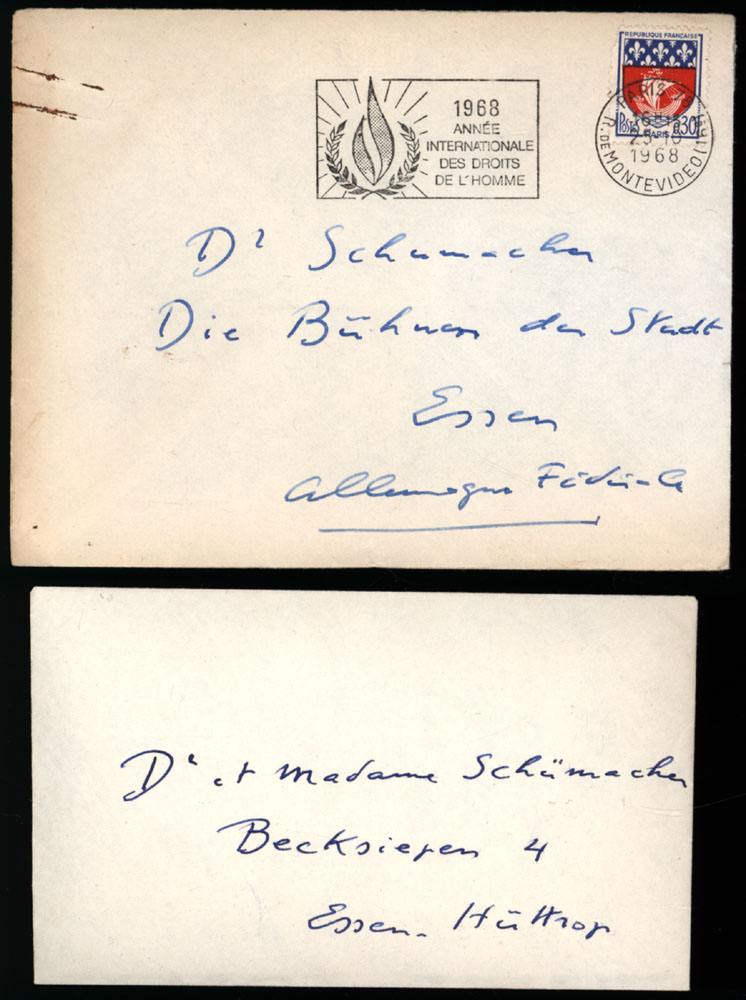 1968
ANNÉE
INTERNATIONALE
DES DROITS
DE L'HOMME
REPUBLIQUE FRANÇAISE
POSTES 0,30
PARIS
PARIS
1968
R. DE MONTEVIDEO (16e)
Dr Schumacher
Die Bühnen der Stadt
Essen
Allemagne Fédérale
Dr et Madame Schümacher
Becksiepen 4
Essen-Hüttrop